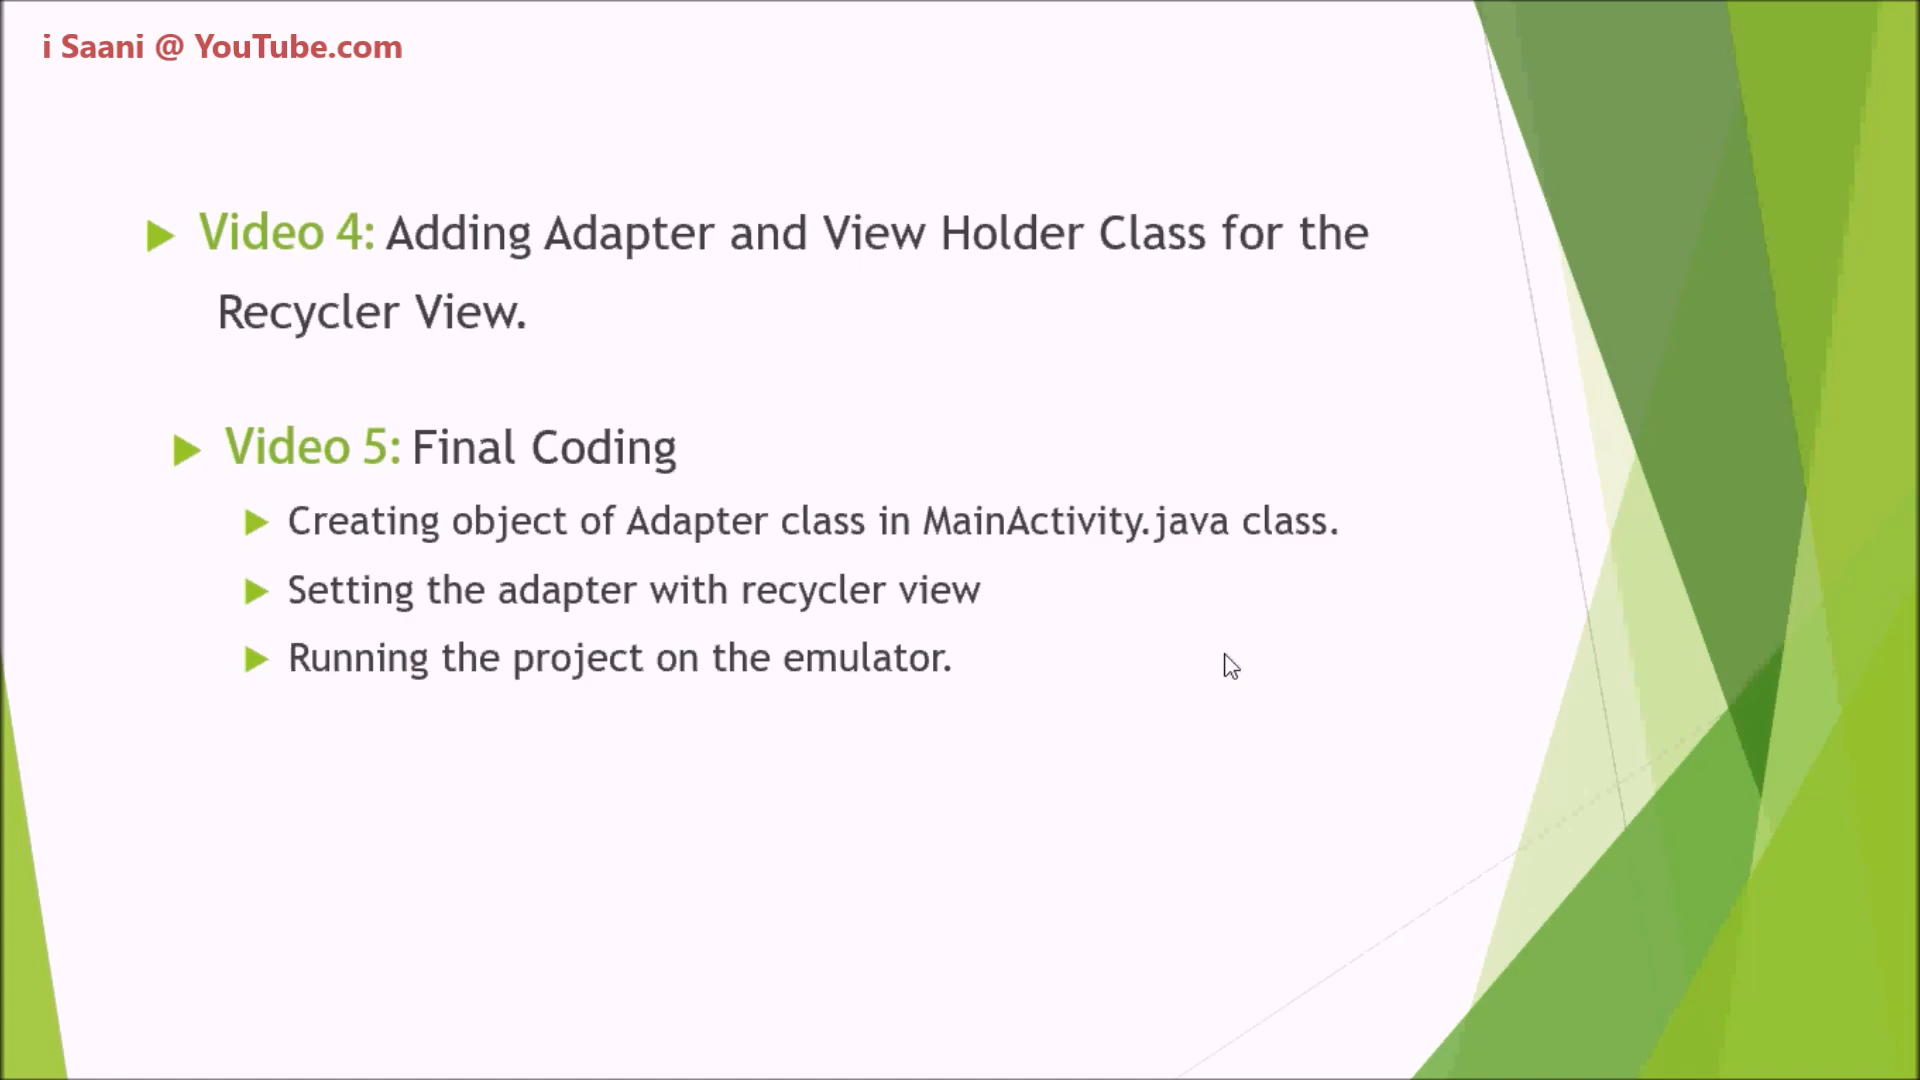 i Saani @ YouTube.com
Video 4: Adding Adapter and View Holder Class for the
Recycler View.
Video 5: Final Coding
Creating object of Adapter class in MainActivity.java class.
Setting the adapter with recycler view
Running the project on the emulator.